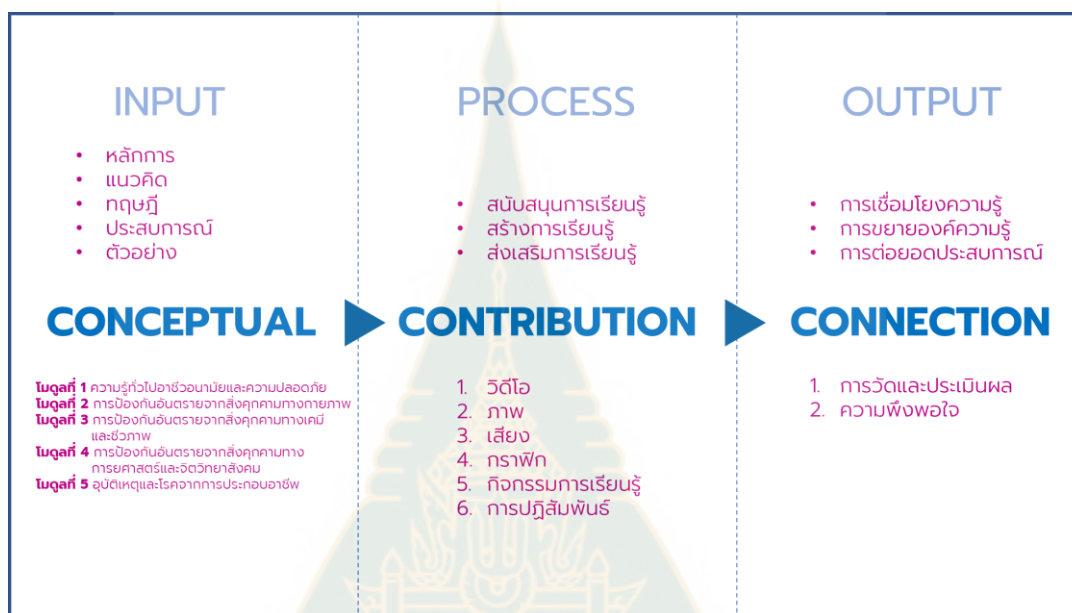 INPUT
• หลักการ
• แนวคิด
• ทฤษฎี
• ประสบการณ์
• ตัวอย่าง
CONCEPTUAL
โมดูลที่ 1 ความรู้ทั่วไปอาชีวอนามัยและความปลอดภัย
โมดูลที่ 2 การป้องกันอันตรายจากสิ่งคุกคามทางกายภาพ
โมดูลที่ 3 การป้องกันอันตรายจากสิ่งคุกคามทางเคมี
และชีวภาพ
โมดูลที่ 4 การป้องกันอันตรายจากสิ่งคุกคามทาง
การยศาสตร์และจิตวิทยาสังคม
โมดูลที่ 5 อุบัติเหตุและโรคจากการประกอบอาชีพ
PROCESS
• สนับสนุนการเรียนรู้
• สร้างการเรียนรู้
• ส่งเสริมการเรียนรู้
CONTRIBUTION
1. วิดีโอ
2. ภาพ
3. เสียง
4. กราฟิก
5. กิจกรรมการเรียนรู้
6. การปฏิสัมพันธ์
OUTPUT
• การเชื่อมโยงความรู้
• การขยายองค์ความรู้
• การต่อยอดประสบการณ์
CONNECTION
1. การวัดและประเมินผล
2. ความพึงพอใจ